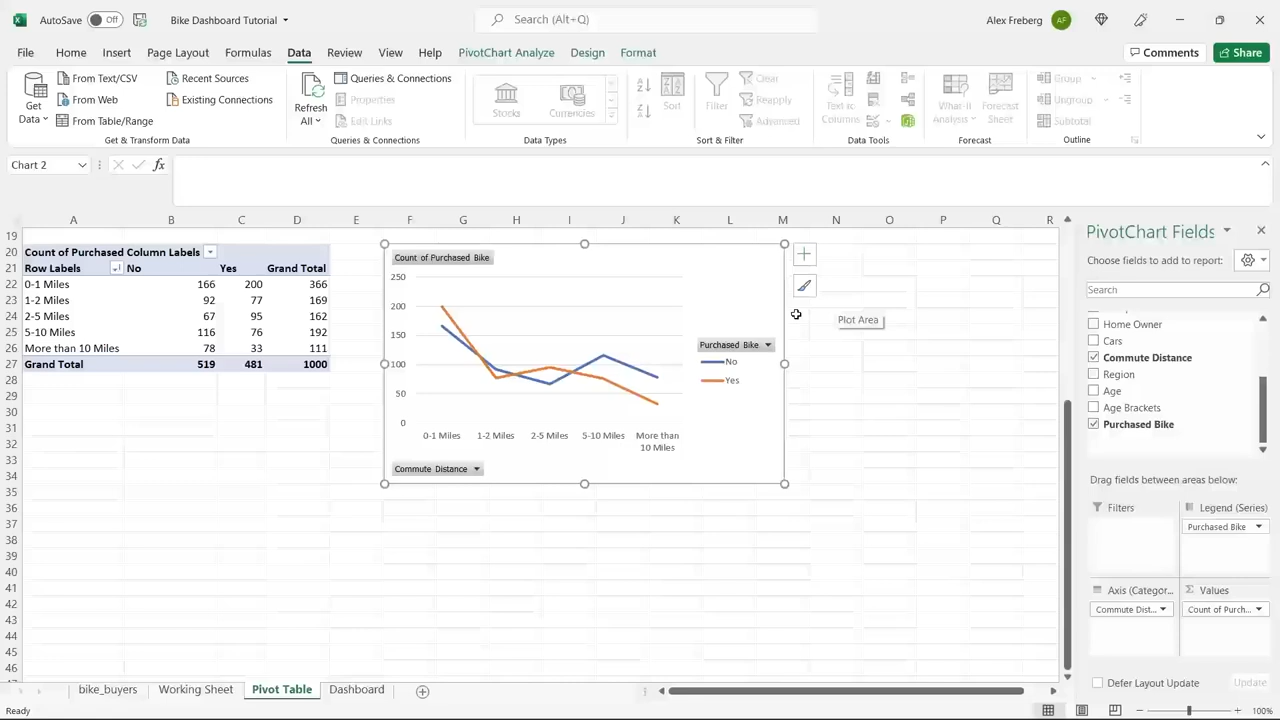 AutoSave Off Bike Dashboard Tutorial Search (Alt+Q) Alex Freberg AF
File Home Insert Page Layout Formulas Data Review View Help PivotChart Analyze Design Format Comments Share
Get Data
From Text/CSV
From Web
From Table/Range
Recent Sources
Existing Connections
Get & Transform Data
Refresh All
Queries & Connections
Properties
Edit Links
Queries & Connections
Stocks
Currencies
Data Types
Sort
Filter
Clear
Reapply
Advanced
Sort & Filter
Text to Columns
Data Tools
What-If Analysis
Forecast Sheet
Forecast
Group
Ungroup
Subtotal
Outline
Chart 2 fx
A B C D E F G H I J K L M N O P Q R
19
20 Count of Purchased Column Labels
21 Row Labels No Yes Grand Total
22 0-1 Miles 166 200 366
23 1-2 Miles 92 77 169
24 2-5 Miles 67 95 162
25 5-10 Miles 116 76 192
26 More than 10 Miles 78 33 111
27 Grand Total 519 481 1000
28
29
30
31
32
33
34
35
36
37
38
39
40
41
42
43
44
45
46
Count of Purchased Bike
250
200
150
100
50
0
0-1 Miles 1-2 Miles 2-5 Miles 5-10 Miles More than
10 Miles
Purchased Bike
No
Yes
Commute Distance
Plot Area
PivotChart Fields
Choose fields to add to report:
Search
Home Owner
Cars
Commute Distance
Region
Age
Age Brackets
Purchased Bike
Drag fields between areas below:
Filters
Legend (Series)
Purchased Bike
Axis (Categor...
Commute Dist...
Σ Values
Count of Purch...
Defer Layout Update Update
bike_buyers Working Sheet Pivot Table Dashboard
Ready 100%